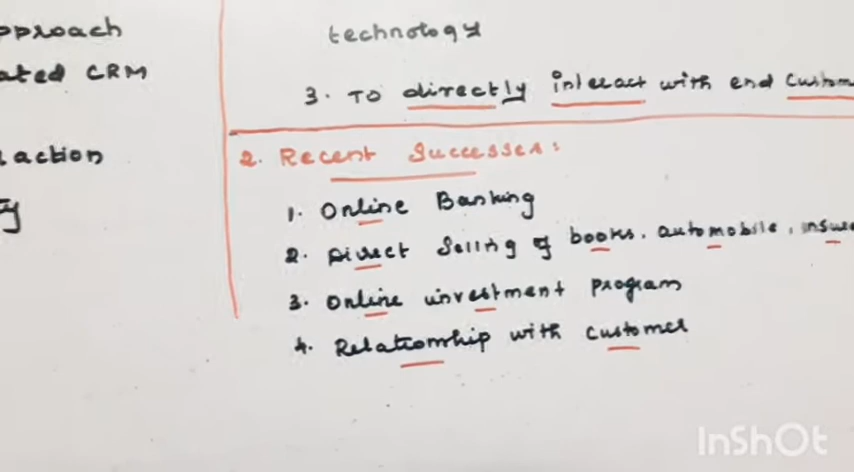 pproach
ated CRM
action
technology
3. TO directly interact with end Custom
2. Recent Successes:
1. Online Banking
2. Direct Selling of books, automobile, insura
3. Online investment program
4. Relationship with customer
InShOt